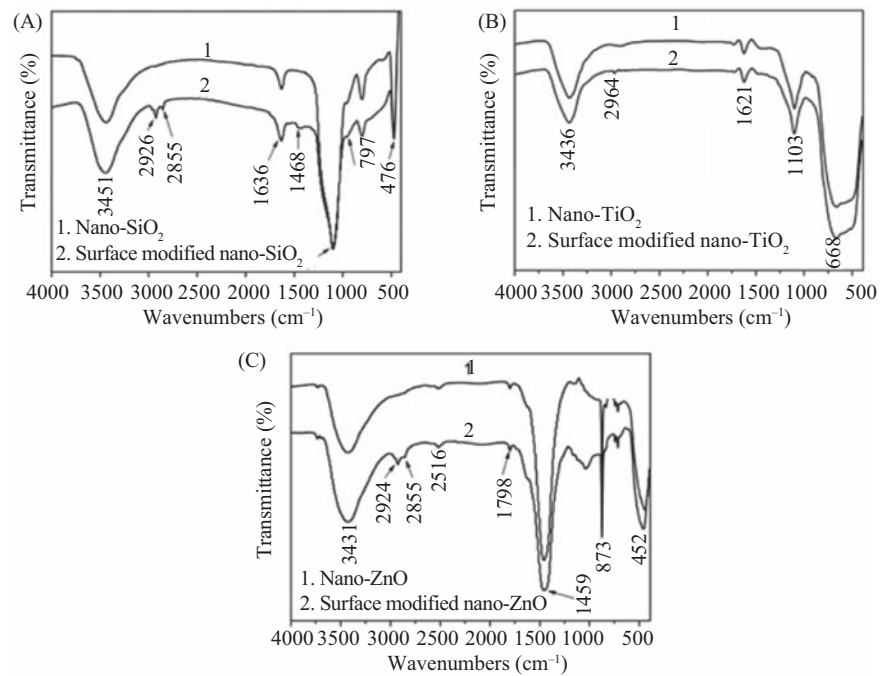 (A)
Transmittance (%)
1
2
3451
2926
2855
1636
1468
797
476
1. Nano-SiO₂
2. Surface modified nano-SiO₂
4000 3500 3000 2500 2000 1500 1000 500
Wavenumbers (cm⁻¹)
(B)
Transmittance (%)
1
2
3436
2964
1621
1103
668
1. Nano-TiO₂
2. Surface modified nano-TiO₂
4000 3500 3000 2500 2000 1500 1000 500
Wavenumbers (cm⁻¹)
(C)
Transmittance (%)
1
2
3431
2924
2855
2516
1798
1459
873
452
1. Nano-ZnO
2. Surface modified nano-ZnO
4000 3500 3000 2500 2000 1500 1000 500
Wavenumbers (cm⁻¹)